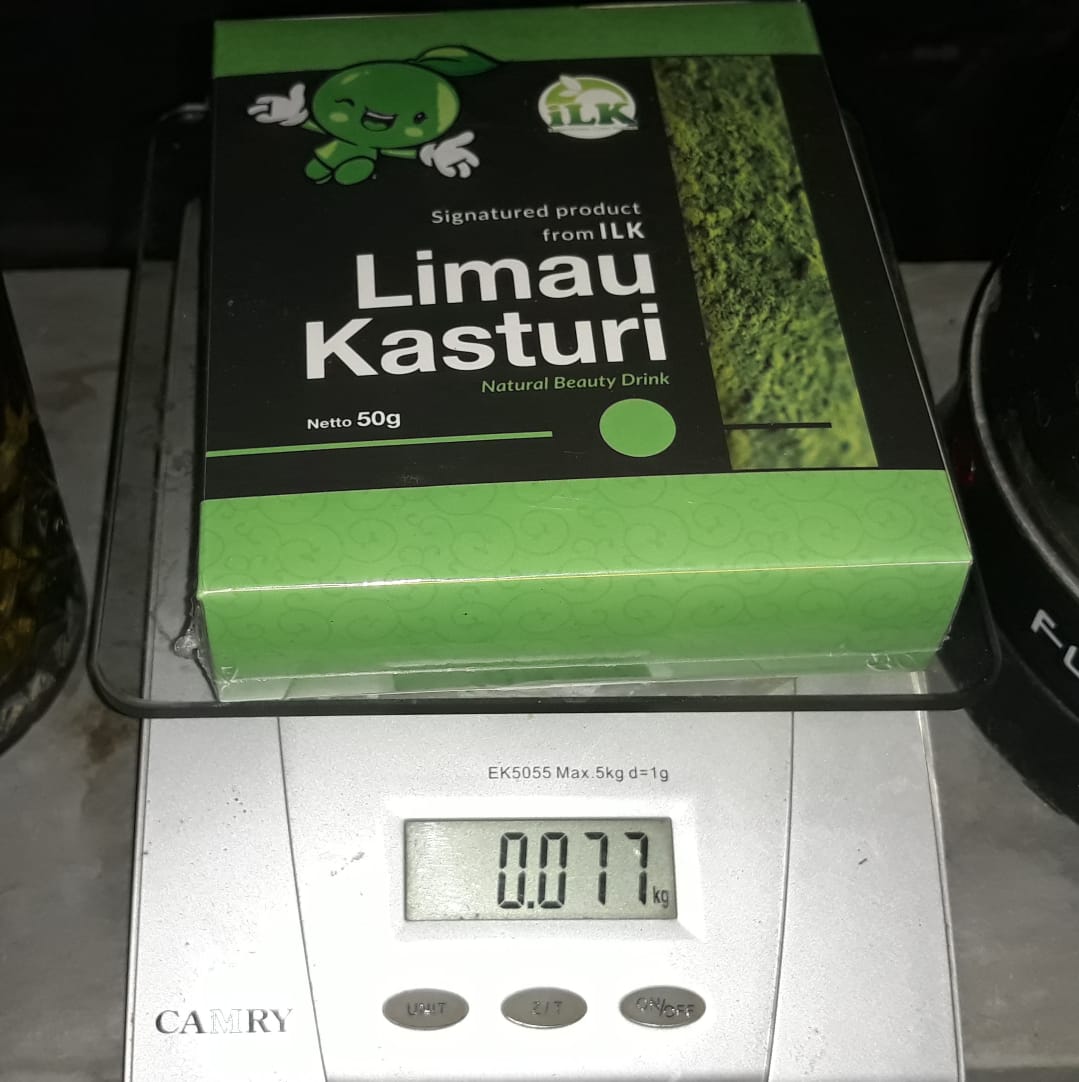 iLK
Signatured product
from ILK
Limau
Kasturi
Natural Beauty Drink
Netto 50g
EK5055 Max.5kg d=1g
0.077 kg
UNIT
Z/T
ON/OFF
CAMRY